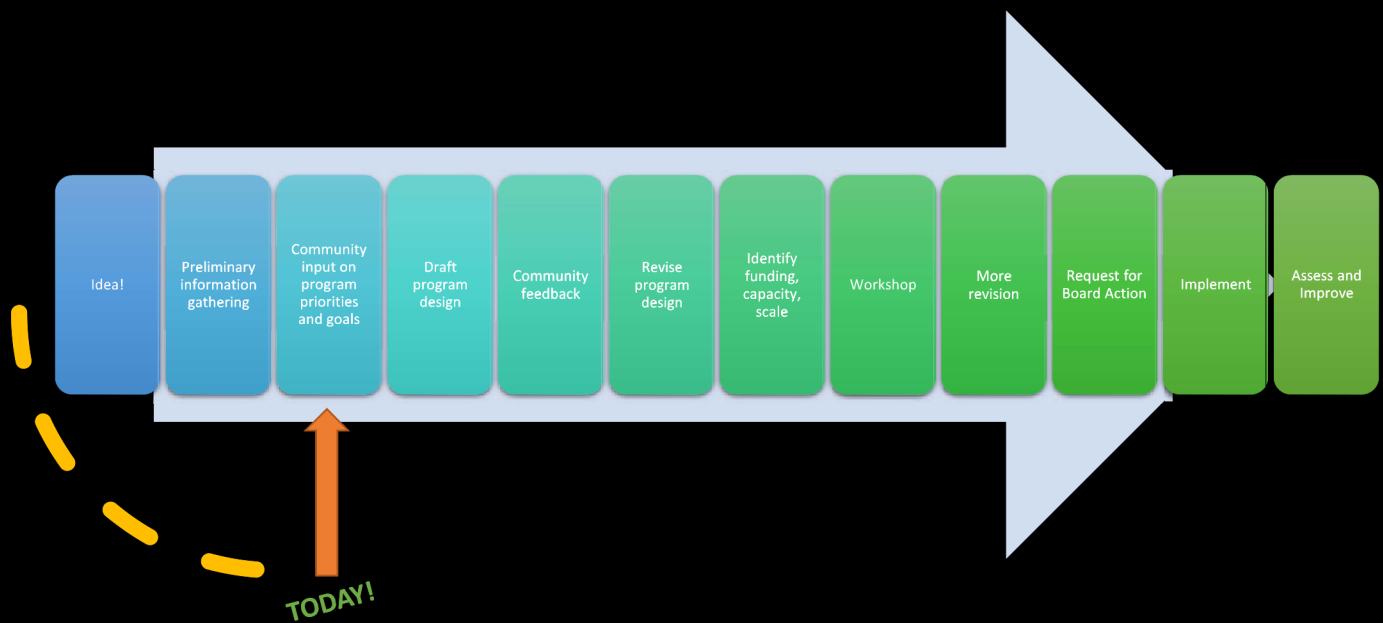 Idea!
Preliminary
information
gathering
Community
input on
program
priorities
and goals
Draft
program
design
Community
feedback
Revise
program
design
Identify
funding,
capacity,
scale
Workshop
More
revision
Request for
Board Action
Implement
Assess and
Improve
TODAY!